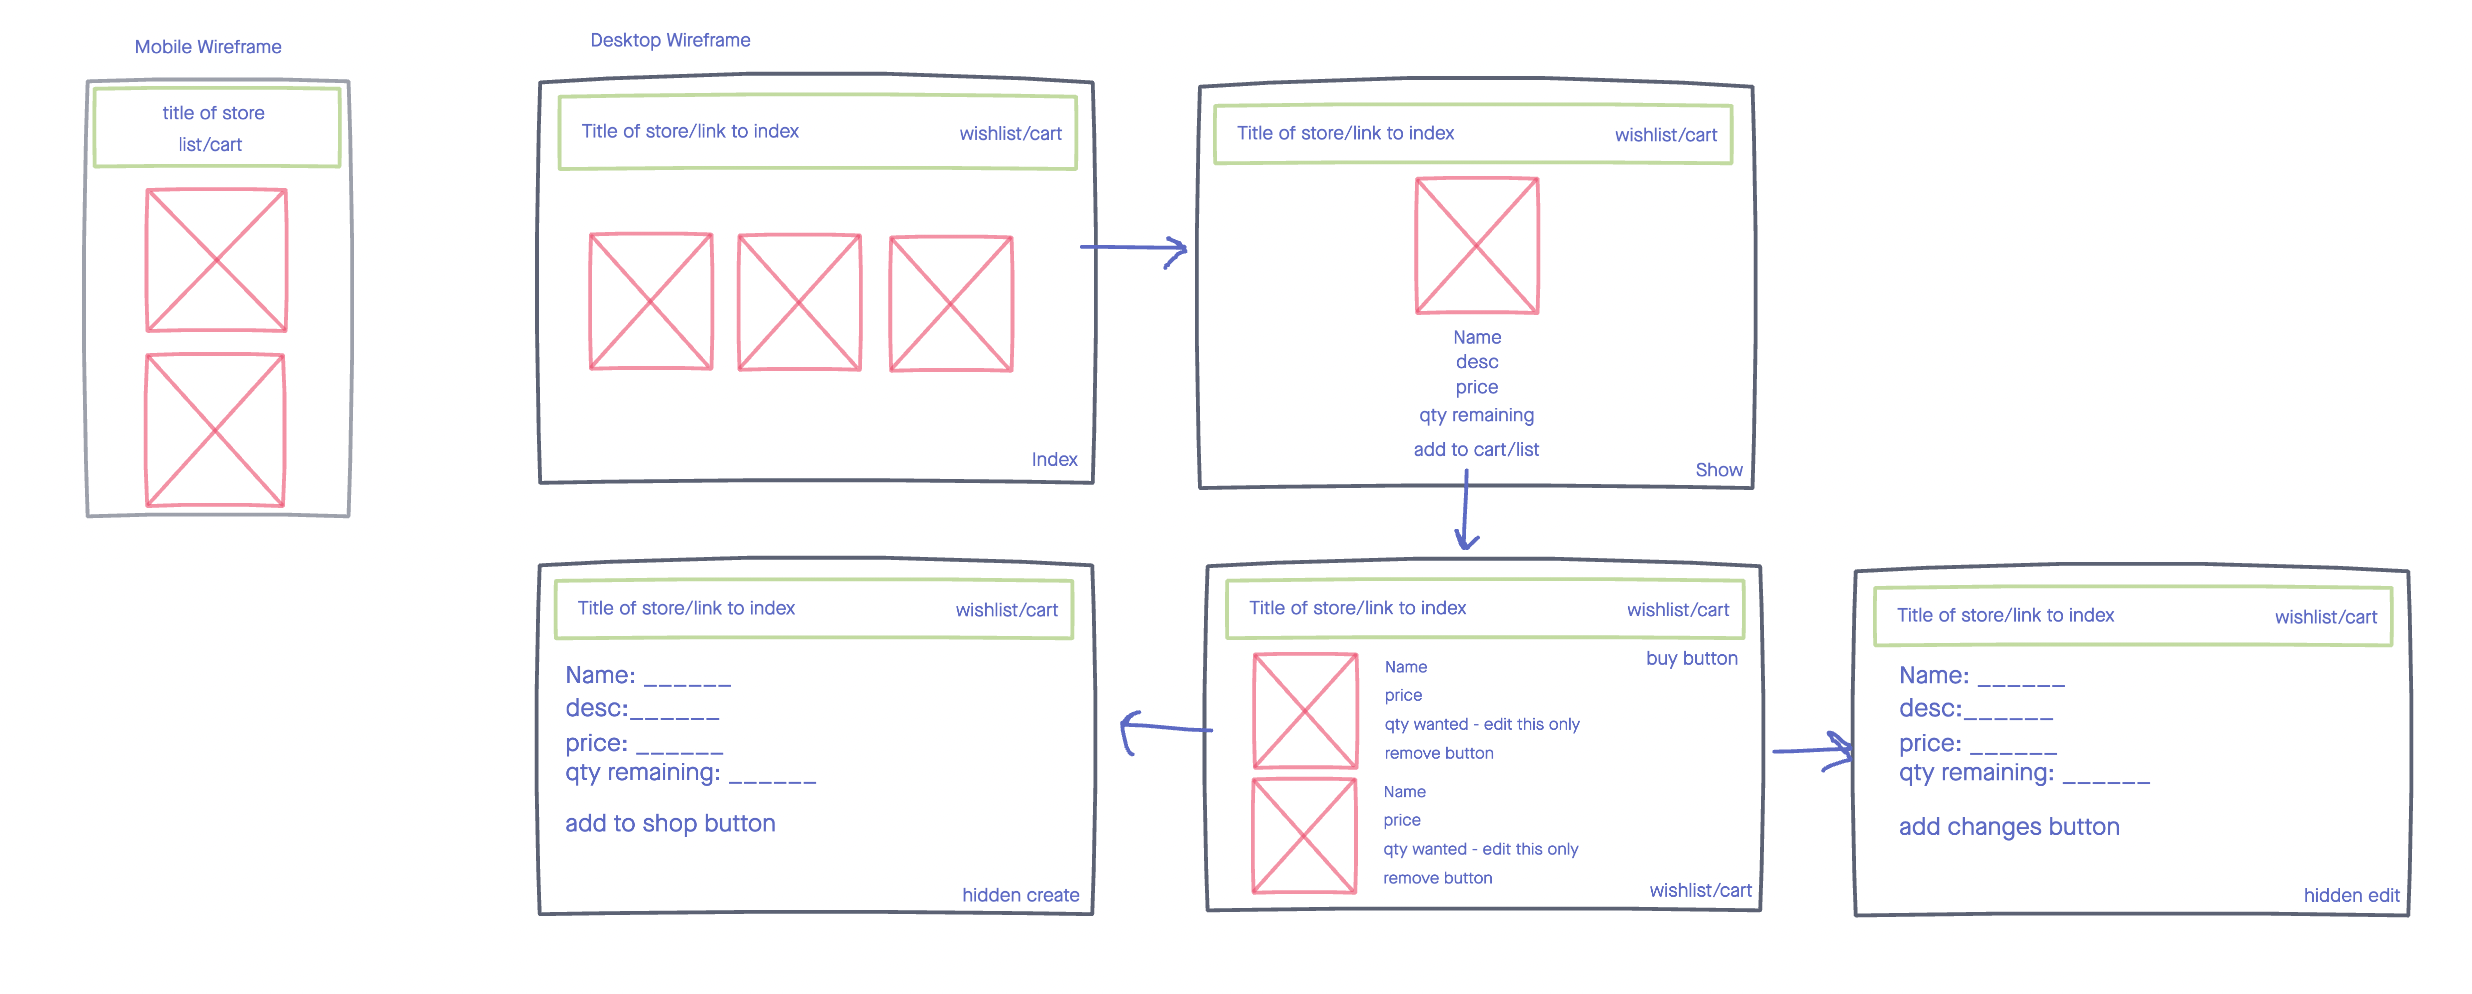 Mobile Wireframe
title of store
list/cart
Desktop Wireframe
Title of store/link to index
wishlist/cart
Index
Title of store/link to index
wishlist/cart
Name
desc
price
qty remaining
add to cart/list
Show
Title of store/link to index
wishlist/cart
Name: ______
desc:______
price: ______
qty remaining: ______
add to shop button
hidden create
Title of store/link to index
wishlist/cart
buy button
Name
price
qty wanted - edit this only
remove button
Name
price
qty wanted - edit this only
remove button
wishlist/cart
Title of store/link to index
wishlist/cart
Name: ______
desc:______
price: ______
qty remaining: ______
add changes button
hidden edit